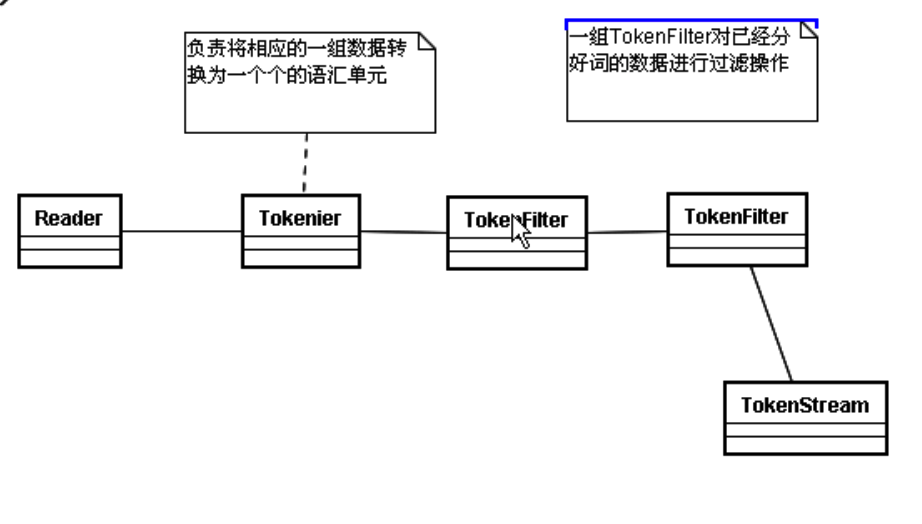 负责将相应的一组数据转
换为一个个的语汇单元
一组TokenFilter对已经分
好词的数据进行过滤操作
Reader
Tokenier
TokenFilter
TokenFilter
TokenStream